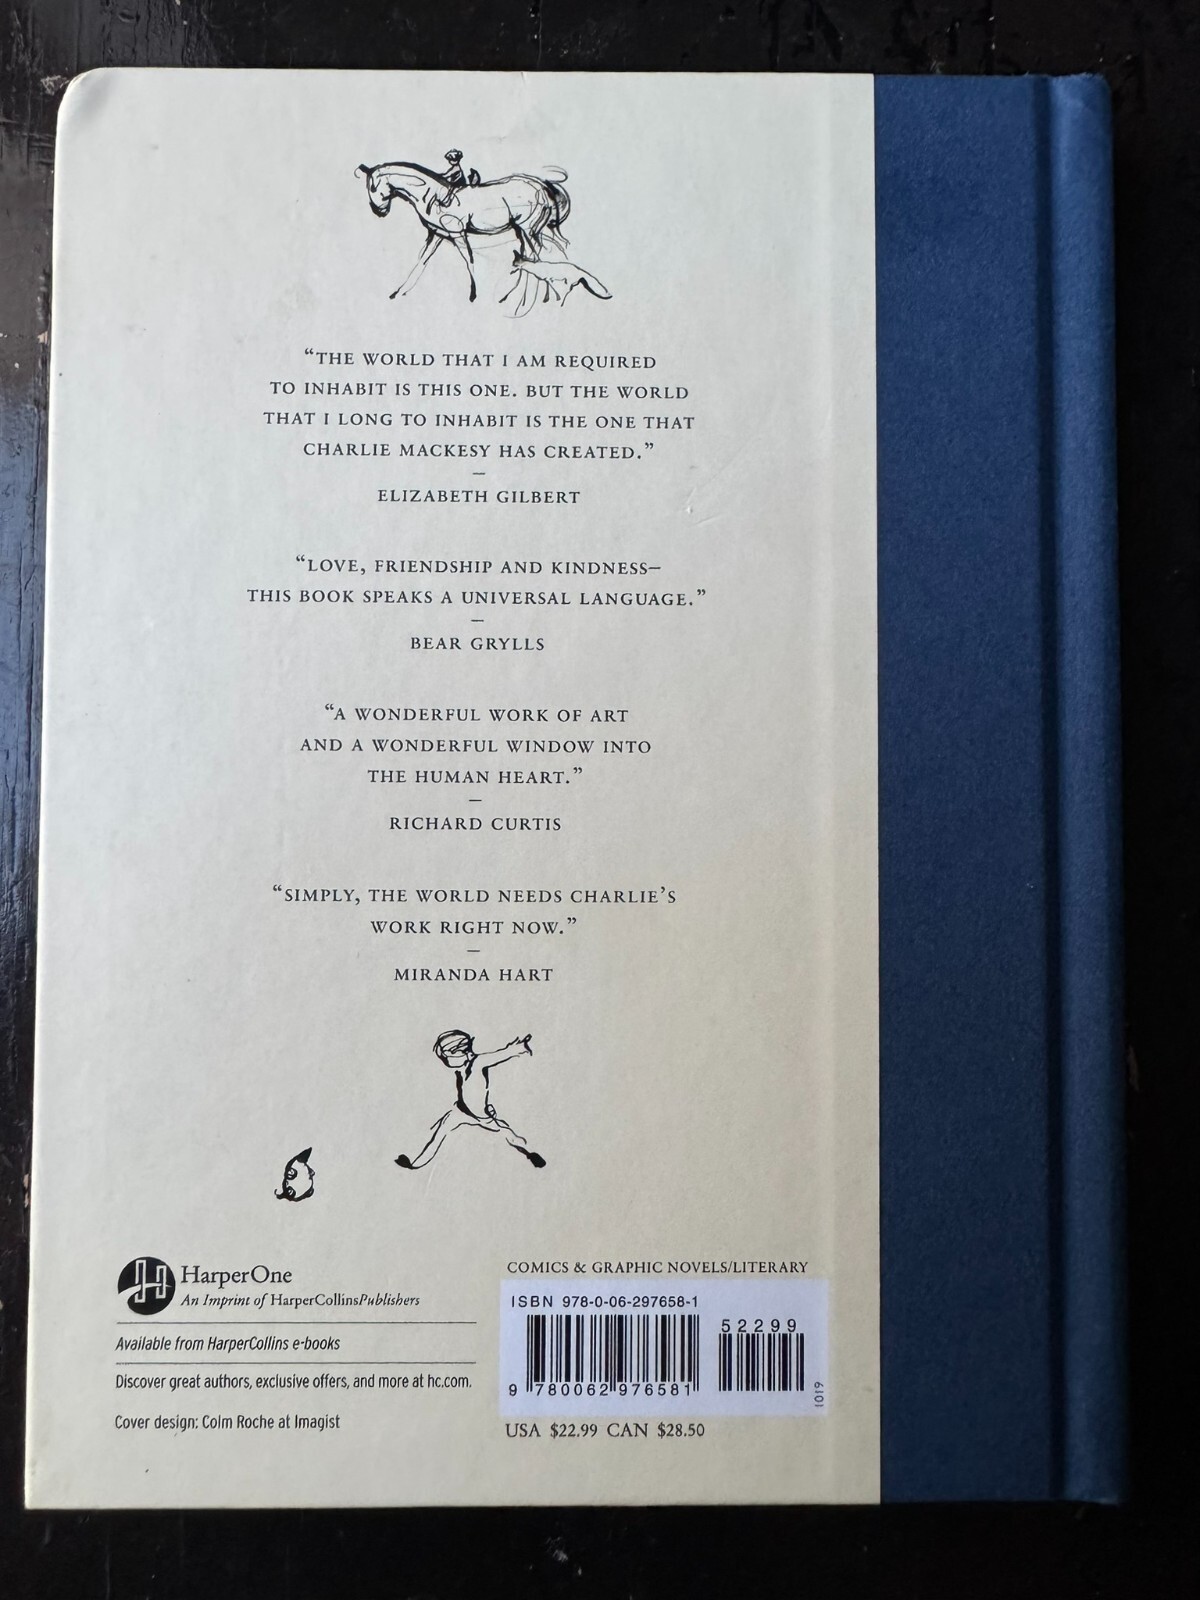 “THE WORLD THAT I AM REQUIRED
TO INHABIT IS THIS ONE. BUT THE WORLD
THAT I LONG TO INHABIT IS THE ONE THAT
CHARLIE MACKESY HAS CREATED.”
—
ELIZABETH GILBERT
“LOVE, FRIENDSHIP AND KINDNESS—
THIS BOOK SPEAKS A UNIVERSAL LANGUAGE.”
—
BEAR GRYLLS
“A WONDERFUL WORK OF ART
AND A WONDERFUL WINDOW INTO
THE HUMAN HEART.”
—
RICHARD CURTIS
“SIMPLY, THE WORLD NEEDS CHARLIE’S
WORK RIGHT NOW.”
—
MIRANDA HART
HarperOne
An Imprint of HarperCollinsPublishers
Available from HarperCollins e-books
Discover great authors, exclusive offers, and more at hc.com.
Cover design: Colm Roche at Imagist
COMICS & GRAPHIC NOVELS/LITERARY
ISBN 978-0-06-297658-1
52299
9 780062 976581
1019
USA $22.99 CAN $28.50